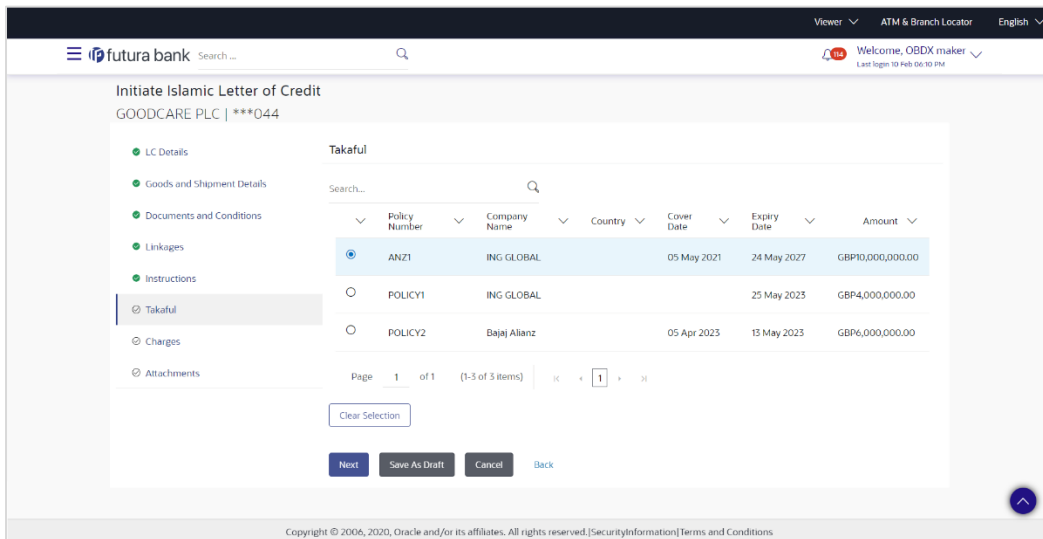 Viewer ATM & Branch Locator English
futura bank Search ... 114 Welcome, OBDX maker
Last login 10 Feb 06:10 PM
Initiate Islamic Letter of Credit
GOODCARE PLC | ***044
LC Details
Goods and Shipment Details
Documents and Conditions
Linkages
Instructions
Takaful
Charges
Attachments
Takaful
Search...
Policy Number Company Name Country Cover Date Expiry Date Amount
ANZ1 ING GLOBAL 05 May 2021 24 May 2027 GBP10,000,000.00
POLICY1 ING GLOBAL 25 May 2023 GBP4,000,000.00
POLICY2 Bajaj Alianz 05 Apr 2023 13 May 2023 GBP6,000,000.00
Page 1 of 1 (1-3 of 3 items) 1
Clear Selection
Next Save As Draft Cancel Back
Copyright © 2006, 2020, Oracle and/or its affiliates. All rights reserved.|SecurityInformation|Terms and Conditions